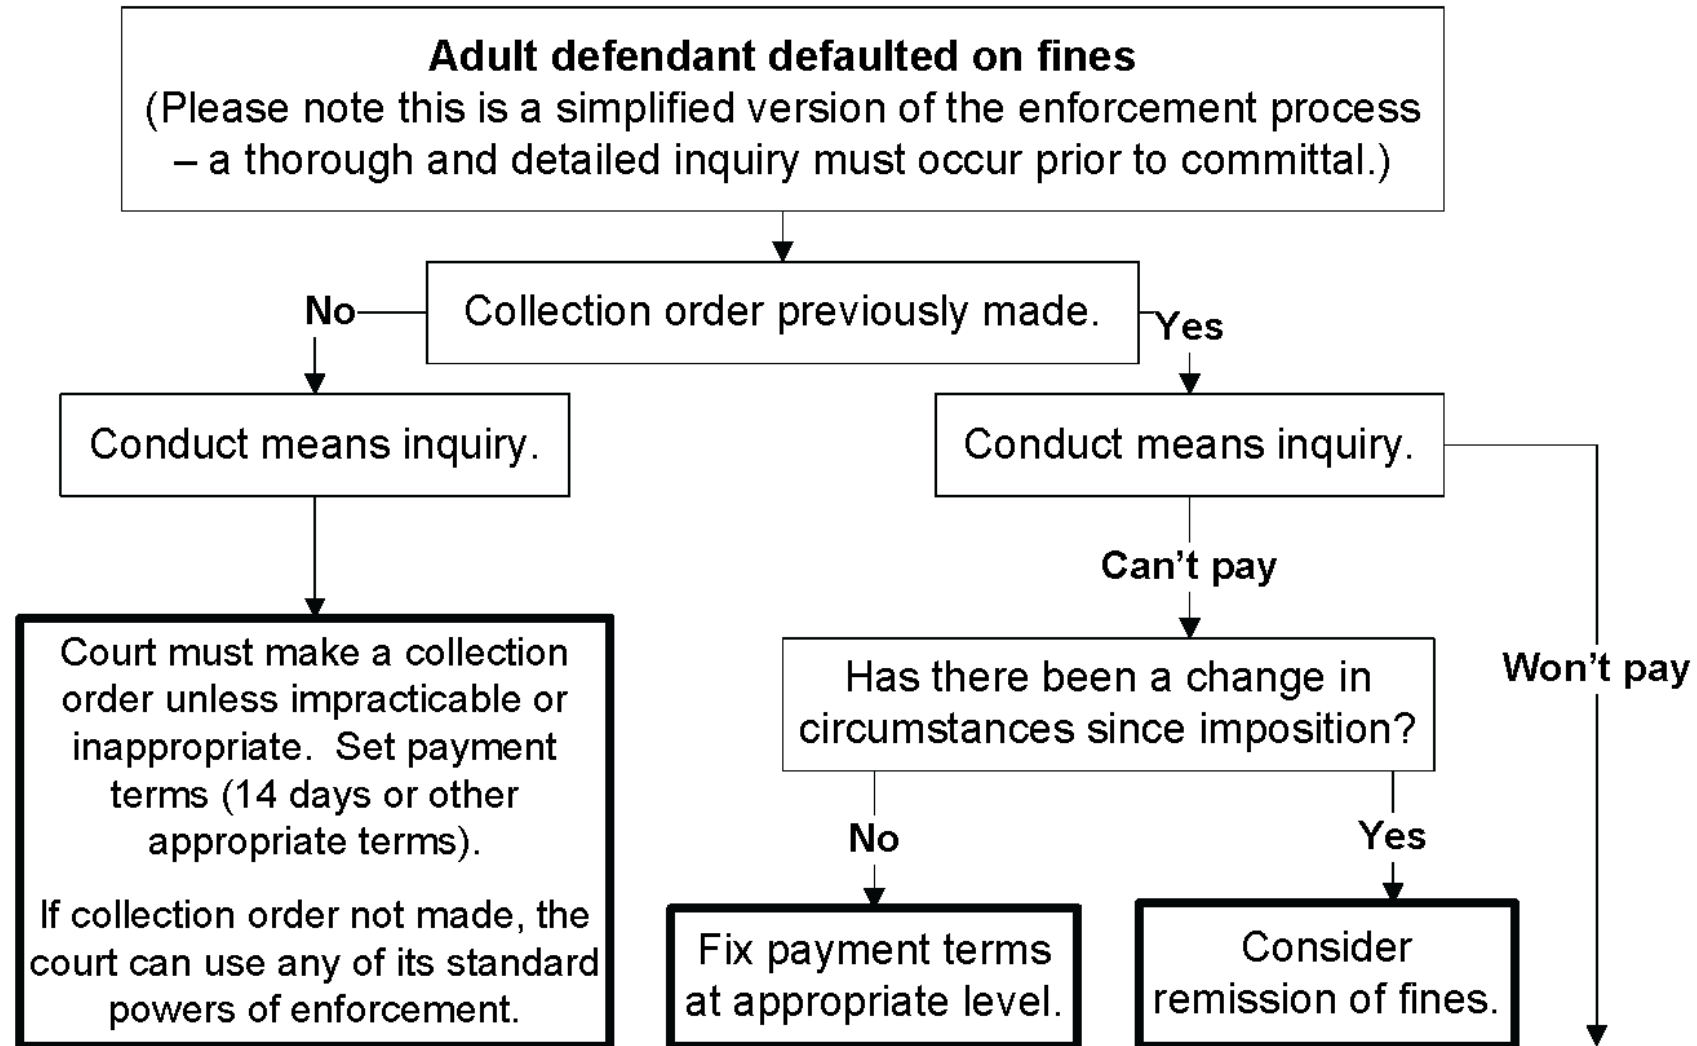 Adult defendant defaulted on fines
(Please note this is a simplified version of the enforcement process
– a thorough and detailed inquiry must occur prior to committal.)
Collection order previously made.
No
Yes
Conduct means inquiry.
Conduct means inquiry.
Can’t pay
Won’t pay
Court must make a collection
order unless impracticable or
inappropriate. Set payment
terms (14 days or other
appropriate terms).
If collection order not made, the
court can use any of its standard
powers of enforcement.
Has there been a change in
circumstances since imposition?
No
Yes
Fix payment terms
at appropriate level.
Consider
remission of fines.